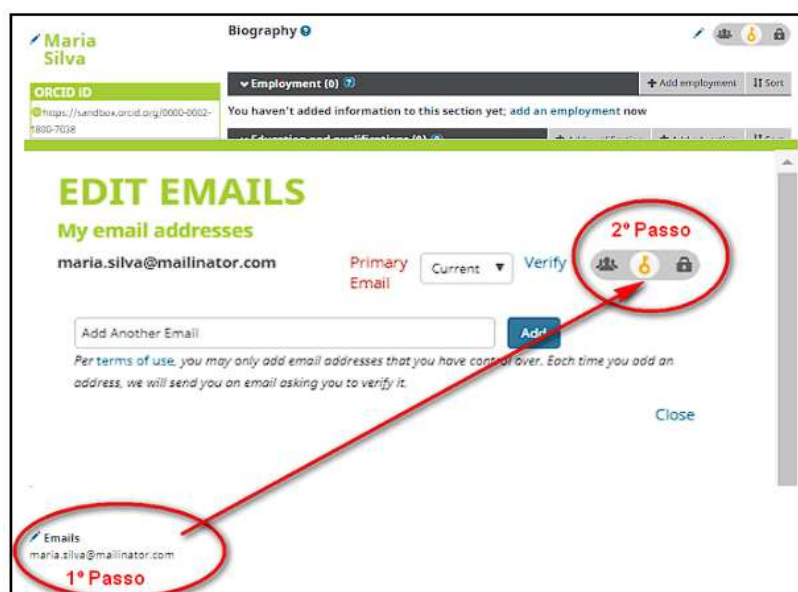 Maria
Silva
Biography
ORCID iD
https://sandbox.orcid.org/0000-0002-
1800-7038
Employment (0)
Add employment
Sort
You haven't added information to this section yet; add an employment now
EDIT EMAILS
My email addresses
2º Passo
maria.silva@mailinator.com
Primary
Email
Current
Verify
Add Another Email
Add
Per terms of use, you may only add email addresses that you have control over. Each time you add an
address, we will send you an email asking you to verify it.
Close
Emails
maria.silva@mailinator.com
1º Passo